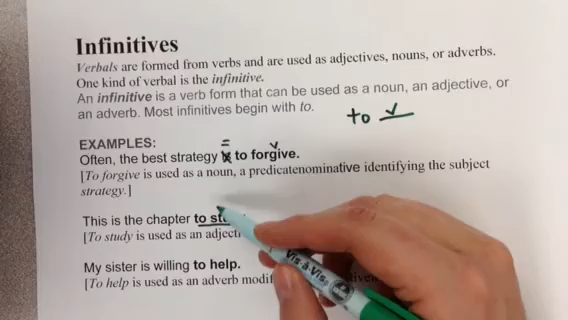 Infinitives
Verbals are formed from verbs and are used as adjectives, nouns, or adverbs.
One kind of verbal is the infinitive.
An infinitive is a verb form that can be used as a noun, an adjective, or
an adverb. Most infinitives begin with to.
to v
EXAMPLES:
=
v
Often, the best strategy to forgive.
[To forgive is used as a noun, a predicatenominative identifying the subject
strategy.]
This is the chapter to
[To study is used as an
My sister is willing to help.
[To help is used as an adverb
Vis-à-Vis